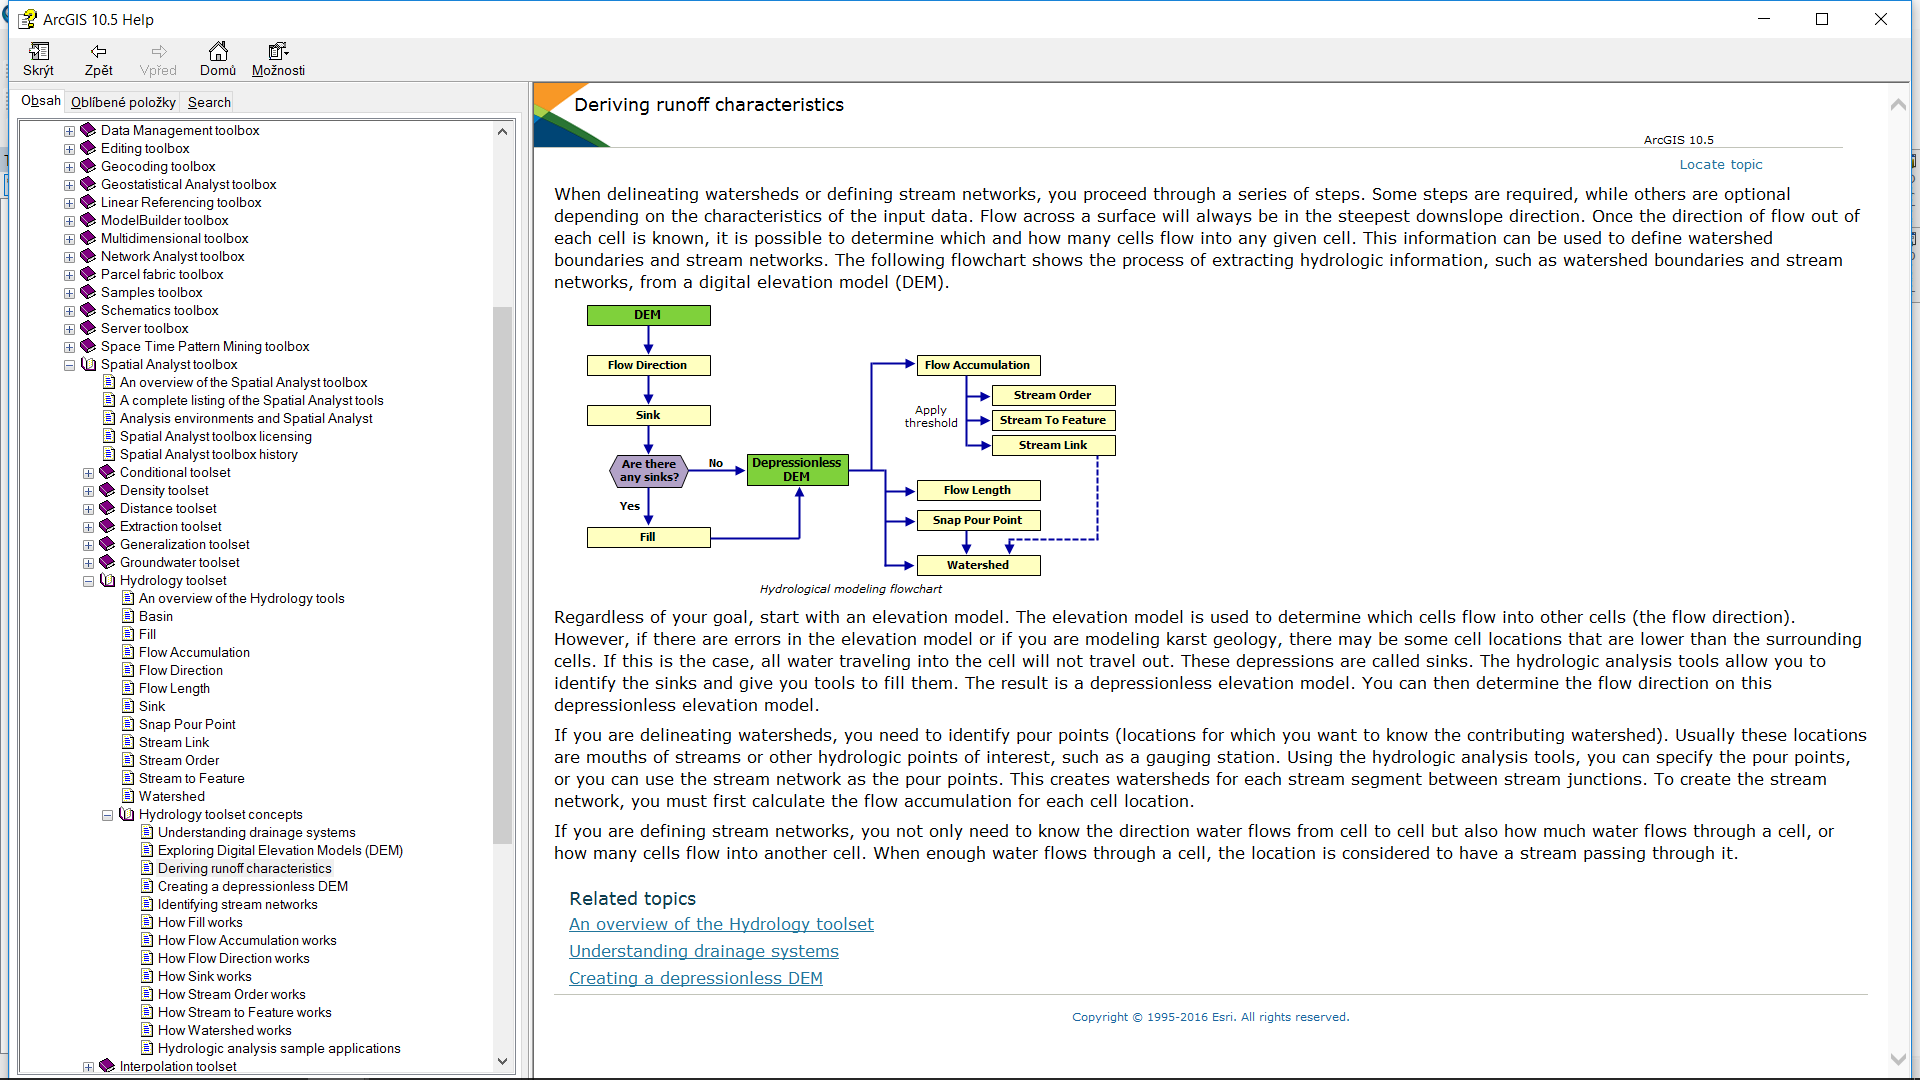 ArcGIS 10.5 Help
Skrýt Zpět Vpřed Domů Možnosti
Obsah Oblíbené položky Search
Data Management toolbox
Editing toolbox
Geocoding toolbox
Geostatistical Analyst toolbox
Linear Referencing toolbox
ModelBuilder toolbox
Multidimensional toolbox
Network Analyst toolbox
Parcel fabric toolbox
Samples toolbox
Schematics toolbox
Server toolbox
Space Time Pattern Mining toolbox
Spatial Analyst toolbox
An overview of the Spatial Analyst toolbox
A complete listing of the Spatial Analyst tools
Analysis environments and Spatial Analyst
Spatial Analyst toolbox licensing
Spatial Analyst toolbox history
Conditional toolset
Density toolset
Distance toolset
Extraction toolset
Generalization toolset
Groundwater toolset
Hydrology toolset
An overview of the Hydrology tools
Basin
Fill
Flow Accumulation
Flow Direction
Flow Length
Sink
Snap Pour Point
Stream Link
Stream Order
Stream to Feature
Watershed
Hydrology toolset concepts
Understanding drainage systems
Exploring Digital Elevation Models (DEM)
Deriving runoff characteristics
Creating a depressionless DEM
Identifying stream networks
How Fill works
How Flow Accumulation works
How Flow Direction works
How Sink works
How Stream Order works
How Stream to Feature works
How Watershed works
Hydrologic analysis sample applications
Interpolation toolset
Deriving runoff characteristics
ArcGIS 10.5
Locate topic
When delineating watersheds or defining stream networks, you proceed through a series of steps. Some steps are required, while others are optional
depending on the characteristics of the input data. Flow across a surface will always be in the steepest downslope direction. Once the direction of flow out of
each cell is known, it is possible to determine which and how many cells flow into any given cell. This information can be used to define watershed
boundaries and stream networks. The following flowchart shows the process of extracting hydrologic information, such as watershed boundaries and stream
networks, from a digital elevation model (DEM).
DEM
Flow Direction
Sink
Are there
any sinks?
No
Yes
Fill
Depressionless
DEM
Flow Accumulation
Apply
threshold
Stream Order
Stream To Feature
Stream Link
Flow Length
Snap Pour Point
Watershed
Hydrological modeling flowchart
Regardless of your goal, start with an elevation model. The elevation model is used to determine which cells flow into other cells (the flow direction).
However, if there are errors in the elevation model or if you are modeling karst geology, there may be some cell locations that are lower than the surrounding
cells. If this is the case, all water traveling into the cell will not travel out. These depressions are called sinks. The hydrologic analysis tools allow you to
identify the sinks and give you tools to fill them. The result is a depressionless elevation model. You can then determine the flow direction on this
depressionless elevation model.
If you are delineating watersheds, you need to identify pour points (locations for which you want to know the contributing watershed). Usually these locations
are mouths of streams or other hydrologic points of interest, such as a gauging station. Using the hydrologic analysis tools, you can specify the pour points,
or you can use the stream network as the pour points. This creates watersheds for each stream segment between stream junctions. To create the stream
network, you must first calculate the flow accumulation for each cell location.
If you are defining stream networks, you not only need to know the direction water flows from cell to cell but also how much water flows through a cell, or
how many cells flow into another cell. When enough water flows through a cell, the location is considered to have a stream passing through it.
Related topics
An overview of the Hydrology toolset
Understanding drainage systems
Creating a depressionless DEM
Copyright © 1995-2016 Esri. All rights reserved.